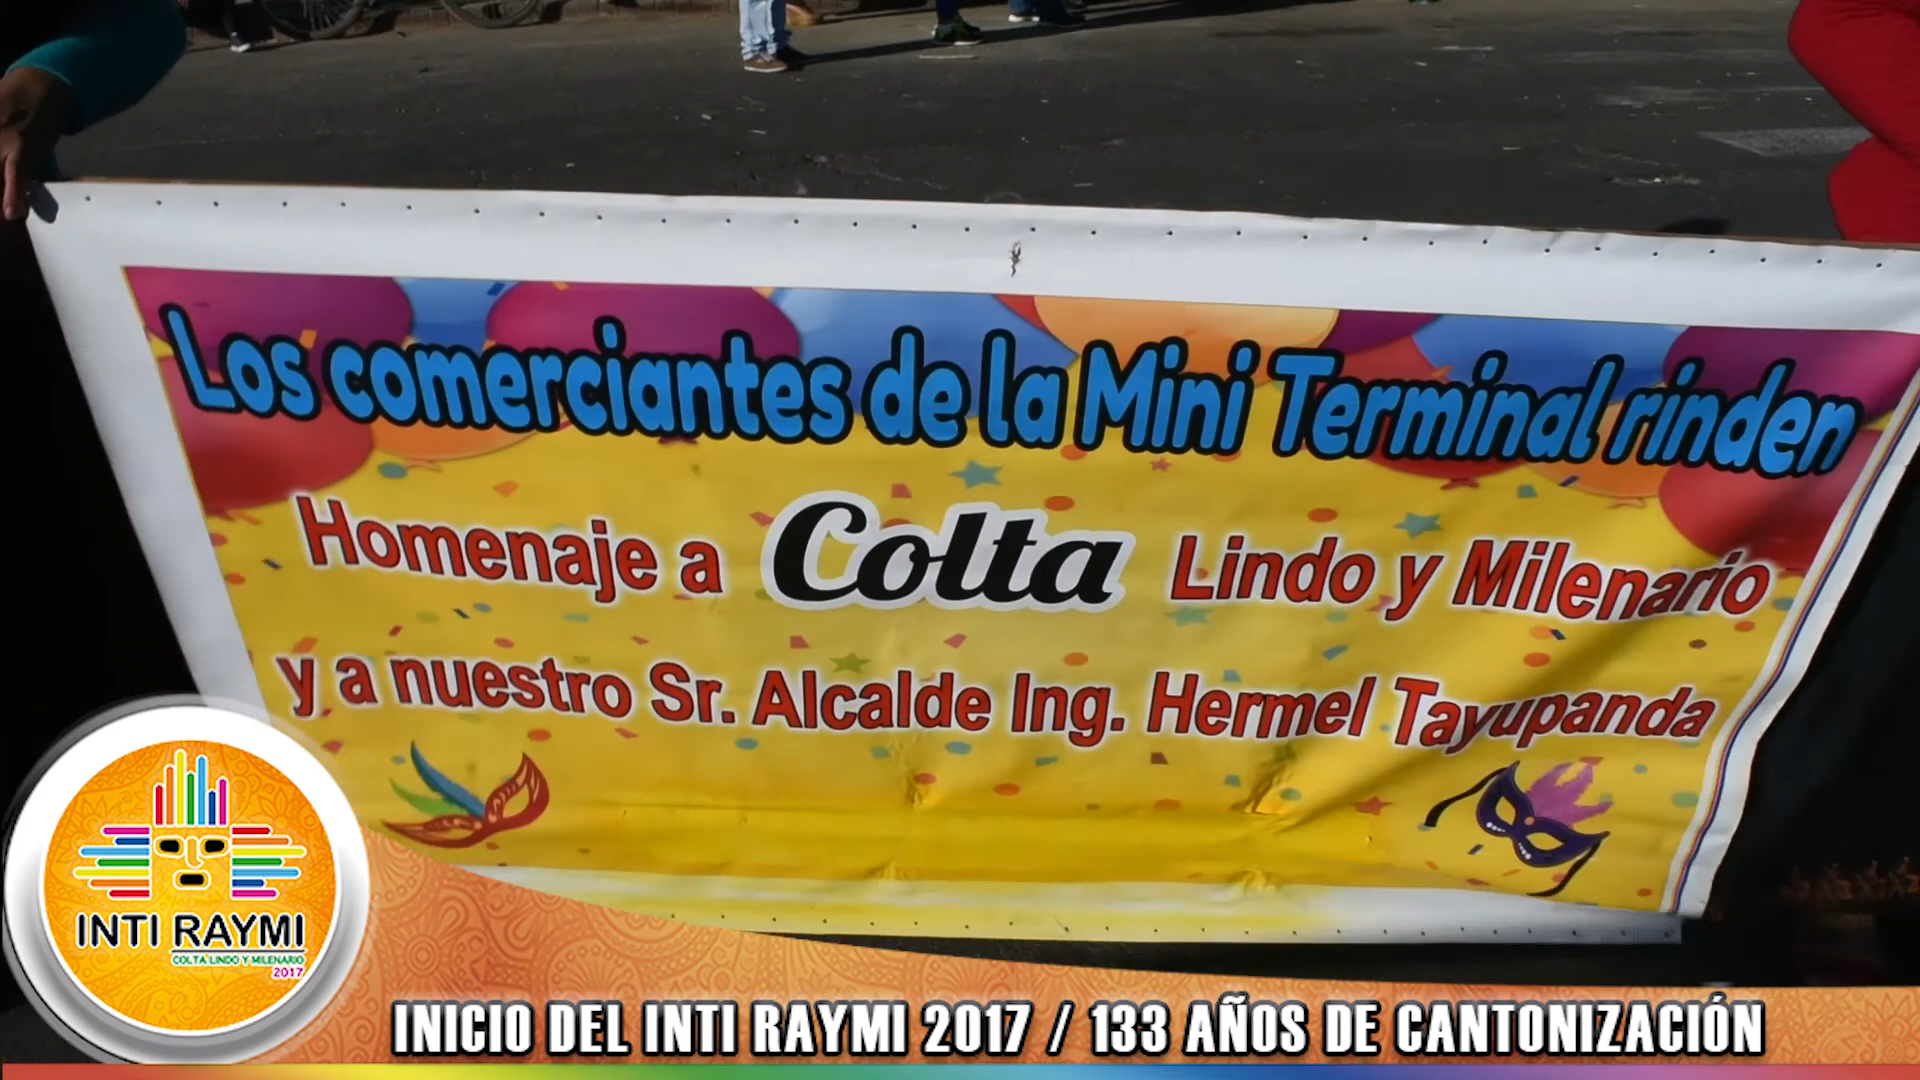 Los comerciantes de la Mini Terminal rinden
Homenaje a Colta Lindo y Milenario
y a nuestro Sr. Alcalde Ing. Hermel Tayupanda
INTI RAYMI
COLTA LINDO Y MILENARIO
2017
INICIO DEL INTI RAYMI 2017 / 133 AÑOS DE CANTONIZACIÓN